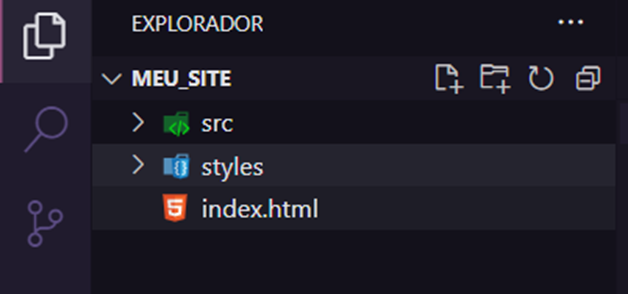 EXPLORADOR
MEU_SITE
src
styles
index.html